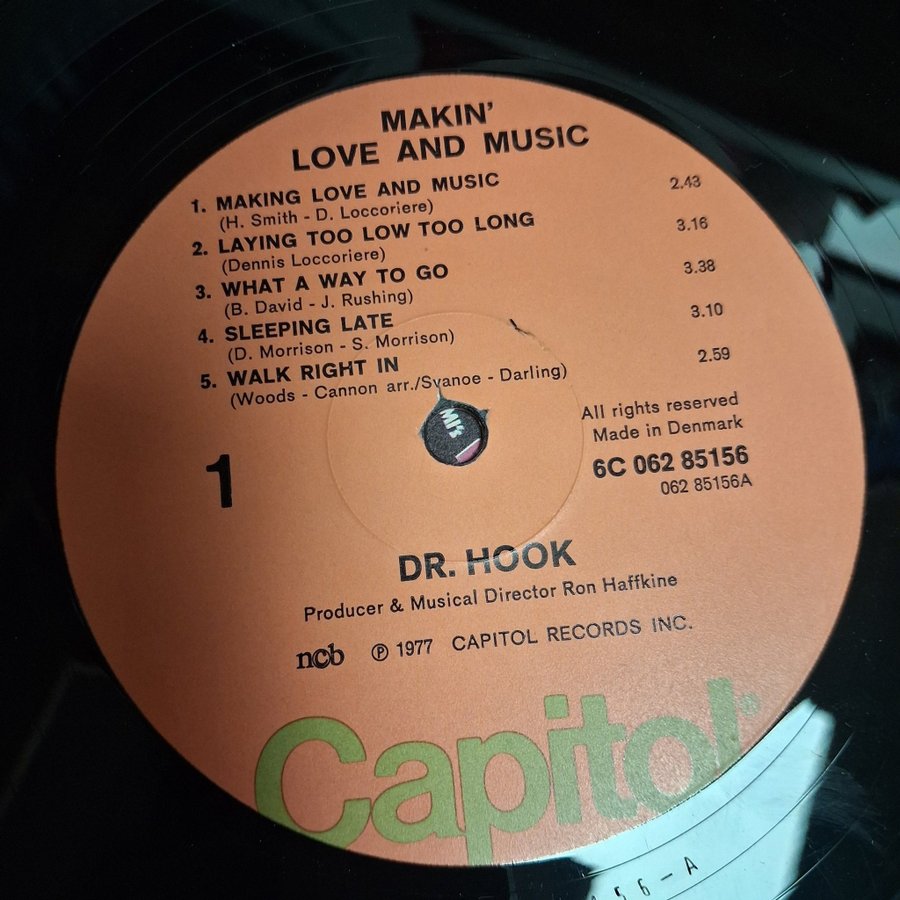 MAKIN'
LOVE AND MUSIC
1. MAKING LOVE AND MUSIC 2.43
(H. Smith - D. Loccoriere)
2. LAYING TOO LOW TOO LONG 3.16
(Dennis Loccoriere)
3. WHAT A WAY TO GO 3.38
(B. David - J. Rushing)
4. SLEEPING LATE 3.10
(D. Morrison - S. Morrison)
5. WALK RIGHT IN 2.59
(Woods - Cannon arr./Svanoe - Darling)
All rights reserved
Made in Denmark
1
6C 062 85156
062 85156A
DR. HOOK
Producer & Musical Director Ron Haffkine
ncb ℗ 1977 CAPITOL RECORDS INC.
Capitol®
56-A